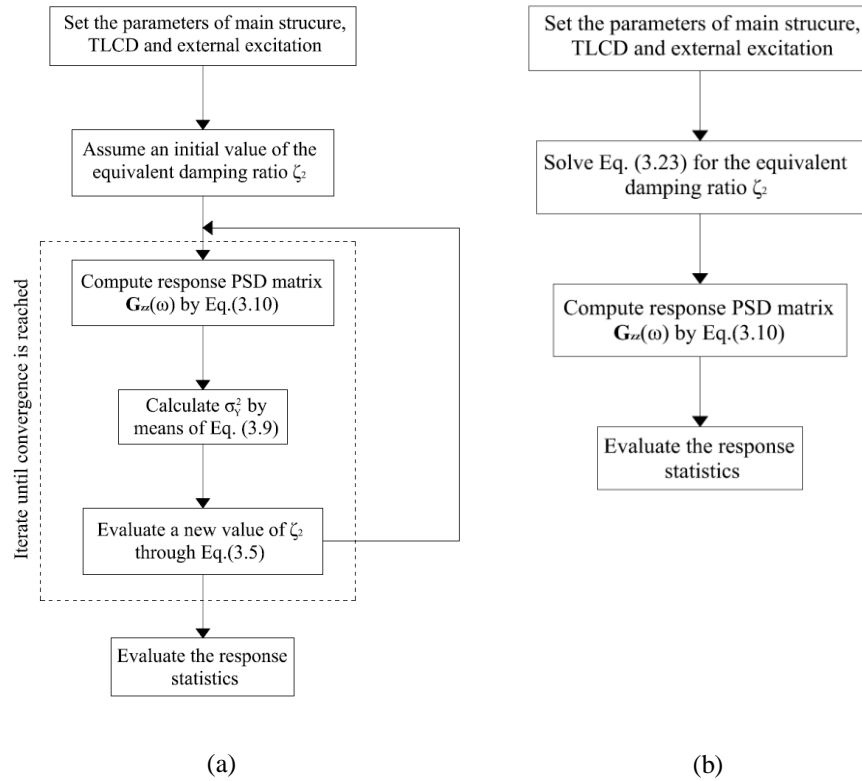 Set the parameters of main strucure,
TLCD and external excitation
Assume an initial value of the
equivalent damping ratio ζ₂
Iterate until convergence is reached
Compute response PSD matrix
G_zz(ω) by Eq.(3.10)
Calculate σ_Y² by
means of Eq. (3.9)
Evaluate a new value of ζ₂
through Eq.(3.5)
Evaluate the response
statistics
(a)
Set the parameters of main strucure,
TLCD and external excitation
Solve Eq. (3.23) for the equivalent
damping ratio ζ₂
Compute response PSD matrix
G_zz(ω) by Eq.(3.10)
Evaluate the response
statistics
(b)